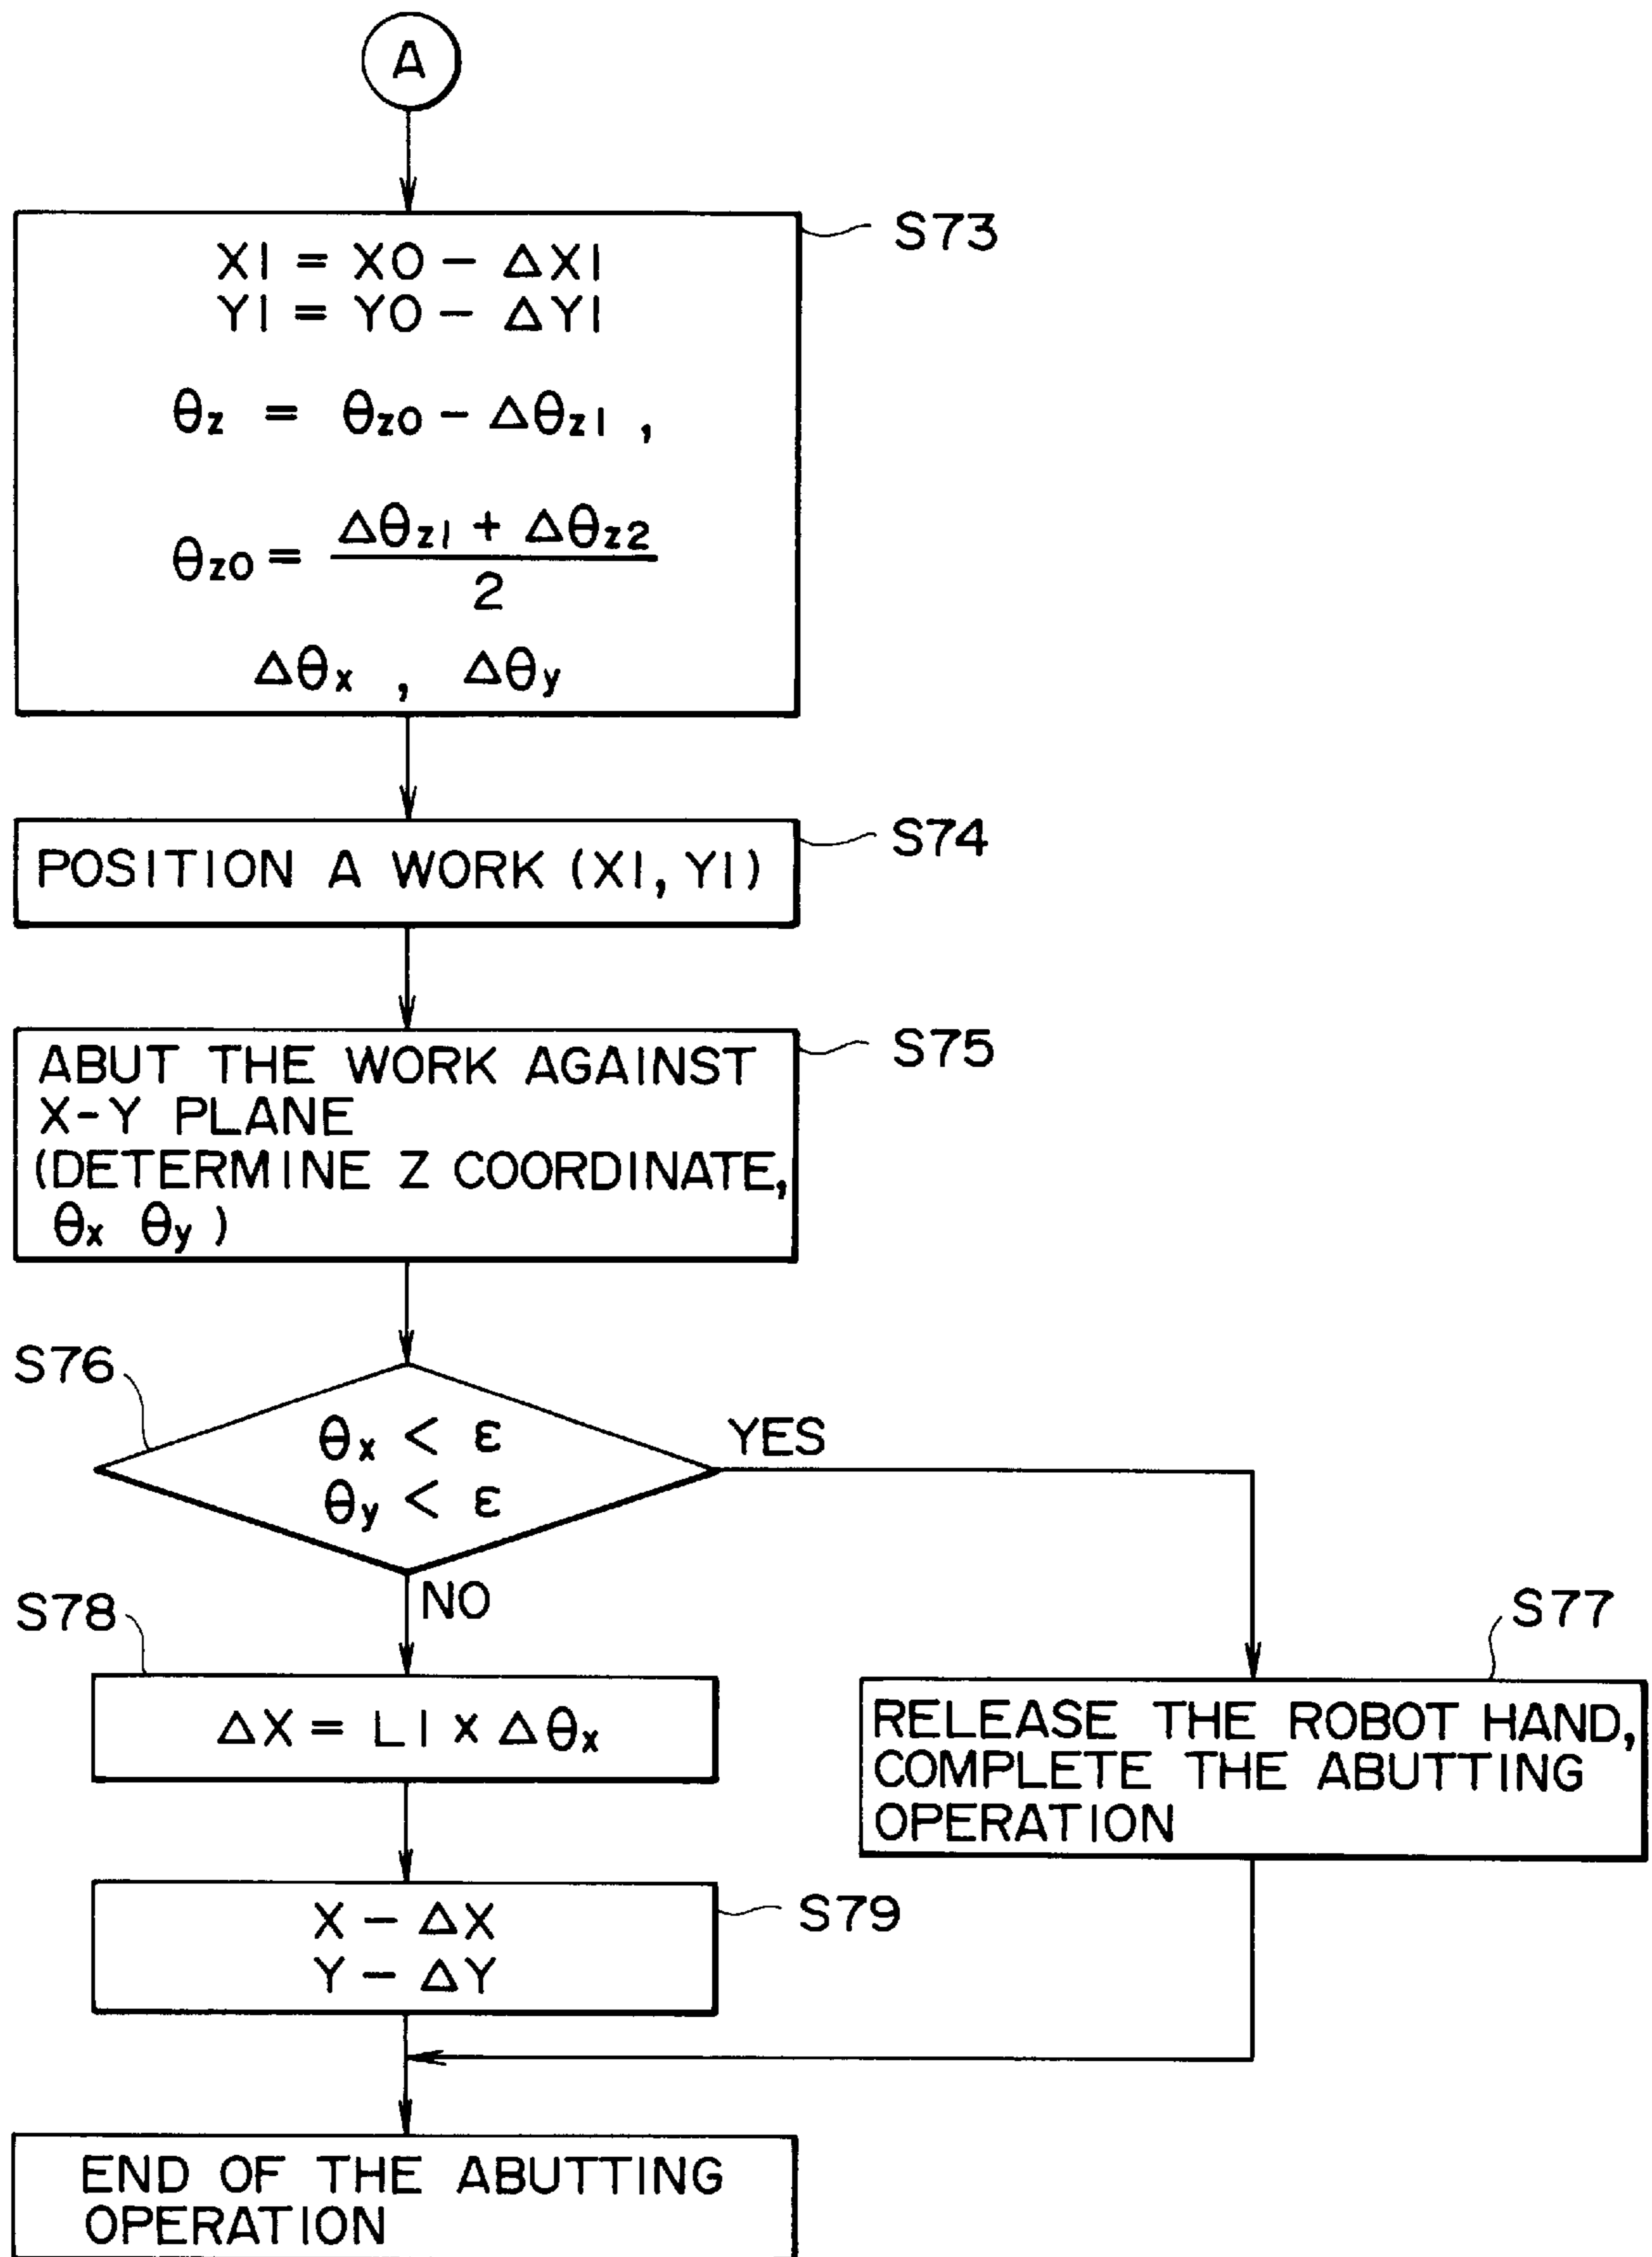 A
S73
X1 = X0 - ΔX1
Y1 = Y0 - ΔY1
θz = θz0 - Δθz1 ,
θz0 = (Δθz1 + Δθz2) / 2
Δθx , Δθy
S74
POSITION A WORK (X1, Y1)
S75
ABUT THE WORK AGAINST
X-Y PLANE
(DETERMINE Z COORDINATE,
θx θy )
S76
θx < ε
θy < ε
YES
NO
S78
ΔX = L1 x Δθx
S77
RELEASE THE ROBOT HAND,
COMPLETE THE ABUTTING
OPERATION
S79
X - ΔX
Y - ΔY
END OF THE ABUTTING
OPERATION